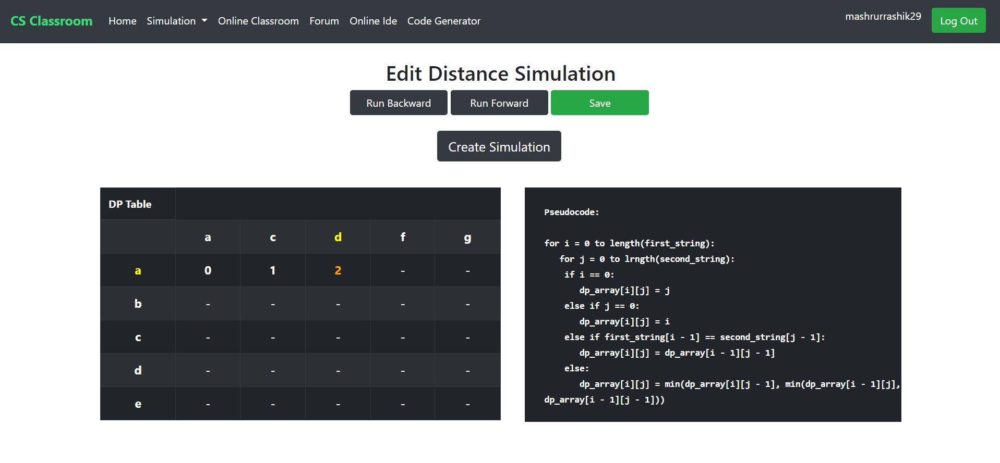 CS Classroom Home Simulation Online Classroom Forum Online Ide Code Generator mashrurrashik29 Log Out
Edit Distance Simulation
Run Backward Run Forward Save
Create Simulation
DP Table
a c d f g
a 0 1 2 - -
b - - - - -
c - - - - -
d - - - - -
e - - - - -
Pseudocode:
for i = 0 to length(first_string):
for j = 0 to lrngth(second_string):
if i == 0:
dp_array[i][j] = j
else if j == 0:
dp_array[i][j] = i
else if first_string[i - 1] == second_string[j - 1]:
dp_array[i][j] = dp_array[i - 1][j - 1]
else:
dp_array[i][j] = min(dp_array[i][j - 1], min(dp_array[i - 1][j],
dp_array[i - 1][j - 1]))